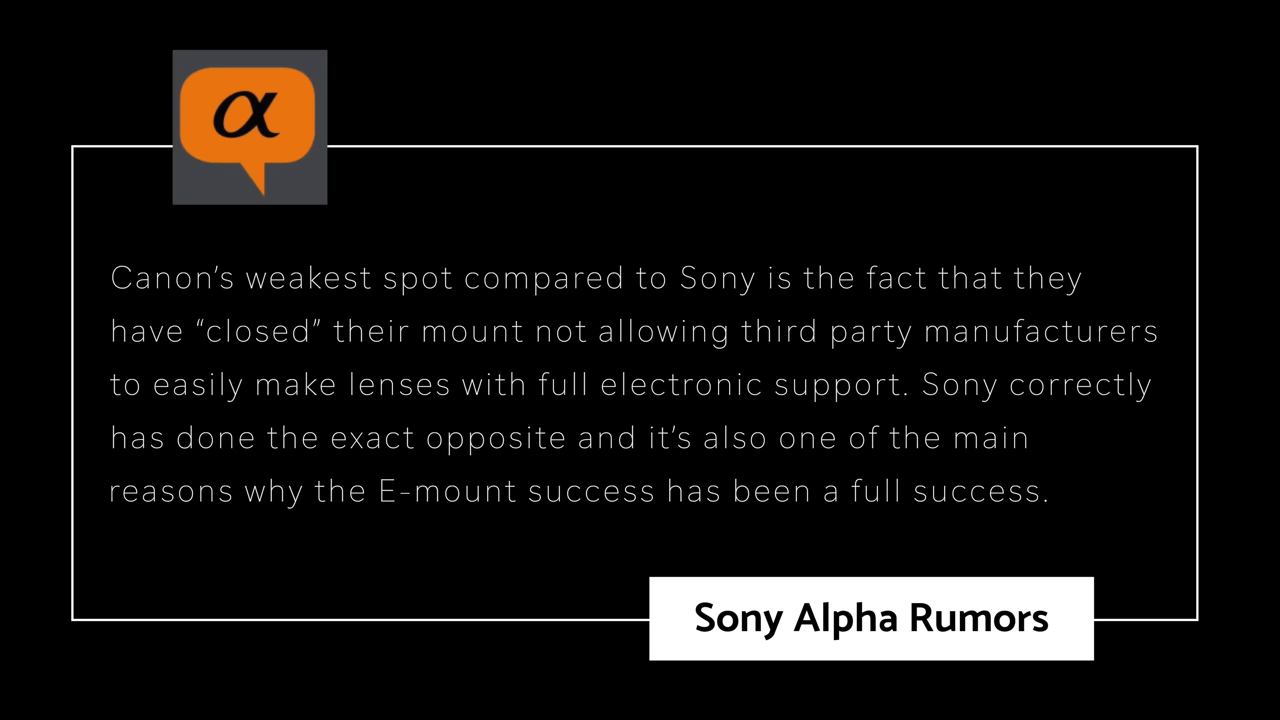 α
Canon’s weakest spot compared to Sony is the fact that they
have “closed” their mount not allowing third party manufacturers
to easily make lenses with full electronic support. Sony correctly
has done the exact opposite and it’s also one of the main
reasons why the E-mount success has been a full success.
Sony Alpha Rumors